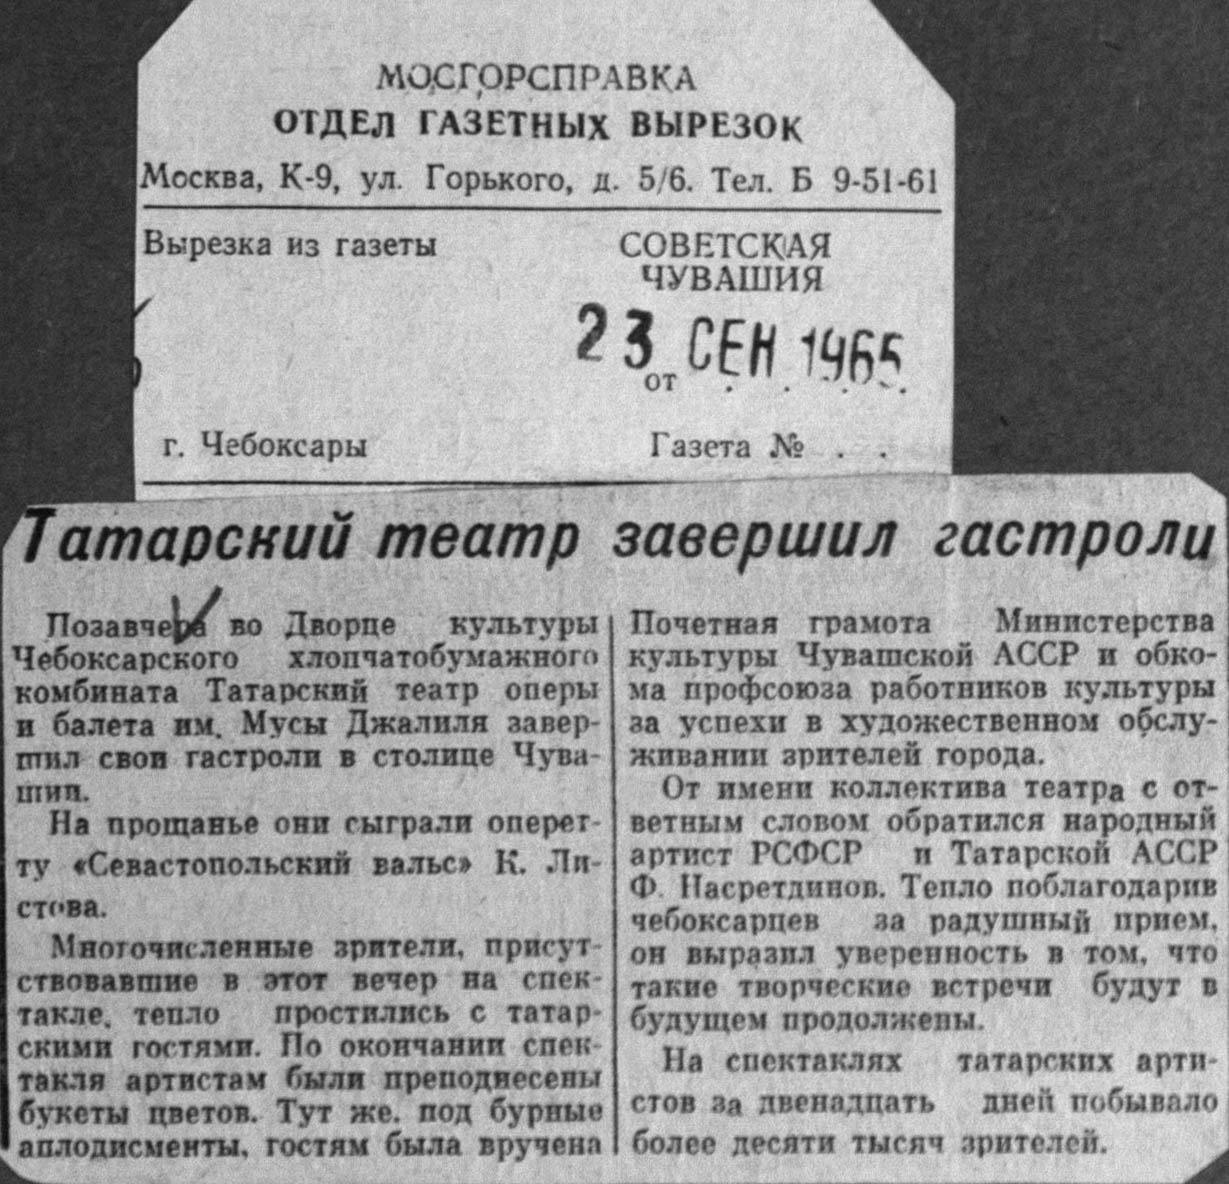 МОСГОРСПРАВКА
ОТДЕЛ ГАЗЕТНЫХ ВЫРЕЗОК
Москва, К-9, ул. Горького, д. 5/6. Тел. Б 9-51-61
Вырезка из газеты
СОВЕТСКАЯ
ЧУВАШИЯ
23 СЕН 1965
от . . . .
г. Чебоксары Газета № . .
Татарский театр завершил гастроли
Позавчера во Дворце культуры
Чебоксарского хлопчатобумажного
комбината Татарский театр оперы
и балета им. Мусы Джалиля завер-
шил свои гастроли в столице Чува-
шии.
На прощанье они сыграли оперет-
ту «Севастопольский вальс» К. Ли-
стова.
Многочисленные зрители, присут-
ствовавшие в этот вечер на спек-
такле, тепло простились с татар-
скими гостями. По окончании спек-
такля артистам были преподнесены
букеты цветов. Тут же, под бурные
аплодисменты, гостям была вручена
Почетная грамота Министерства
культуры Чувашской АССР и обко-
ма профсоюза работников культуры
за успехи в художественном обслу-
живании зрителей города.
От имени коллектива театра с от-
ветным словом обратился народный
артист РСФСР и Татарской АССР
Ф. Насретдинов. Тепло поблагодарив
чебоксарцев за радушный прием,
он выразил уверенность в том, что
такие творческие встречи будут в
будущем продолжены.
На спектаклях татарских арти-
стов за двенадцать дней побывало
более десяти тысяч зрителей.